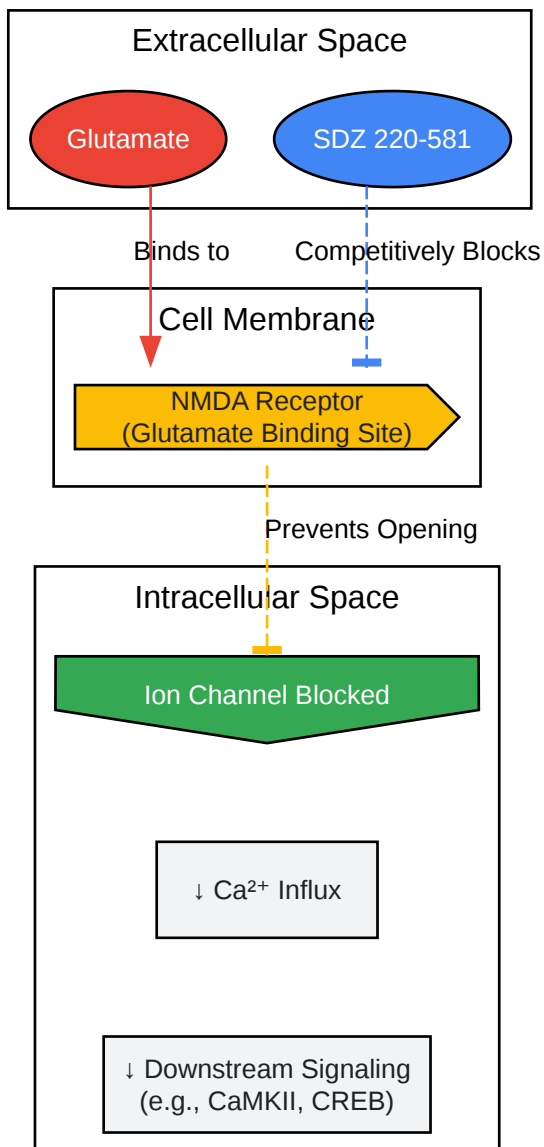 Extracellular Space
Glutamate
SDZ 220-581
Binds to
Competitively Blocks
Cell Membrane
NMDA Receptor
(Glutamate Binding Site)
Prevents Opening
Intracellular Space
Ion Channel Blocked
↓ Ca²⁺ Influx
↓ Downstream Signaling
(e.g., CaMKII, CREB)